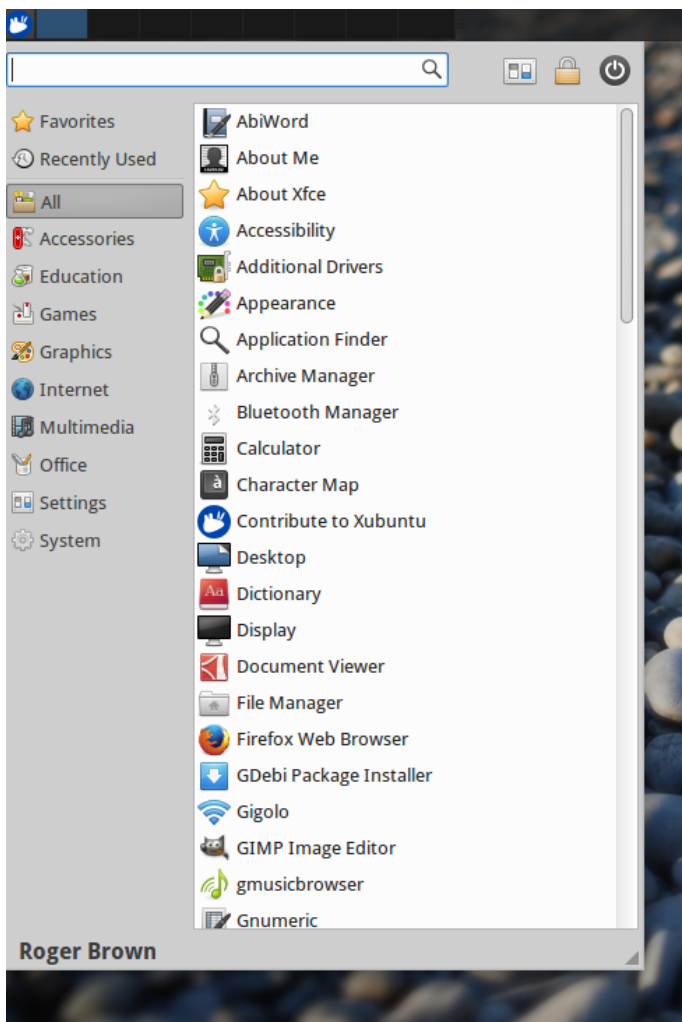 Favorites
Recently Used
All
Accessories
Education
Games
Graphics
Internet
Multimedia
Office
Settings
System
AbiWord
About Me
About Xfce
Accessibility
Additional Drivers
Appearance
Application Finder
Archive Manager
Bluetooth Manager
Calculator
Character Map
Contribute to Xubuntu
Desktop
Dictionary
Display
Document Viewer
File Manager
Firefox Web Browser
GDebi Package Installer
Gigolo
GIMP Image Editor
gmusicbrowser
Gnumeric
Roger Brown